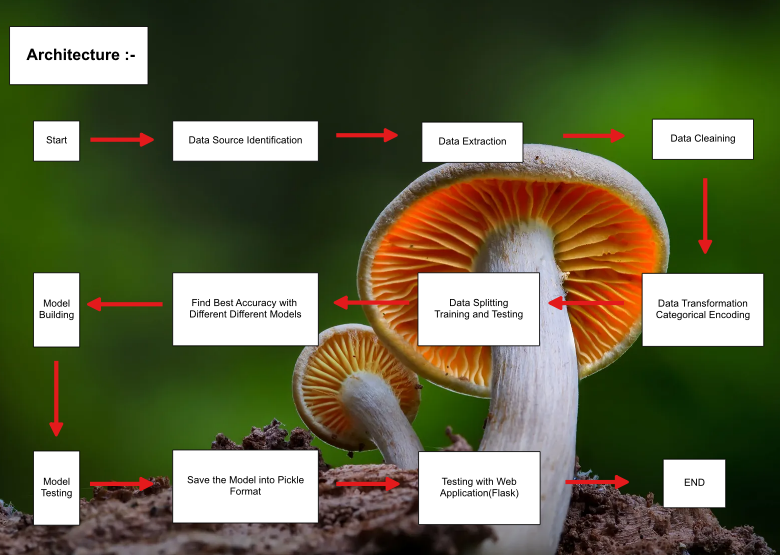 Architecture :-
Start
Data Source Identification
Data Extraction
Data Cleaining
Data Transformation
Categorical Encoding
Data Splitting
Training and Testing
Find Best Accuracy with
Different Different Models
Model
Building
Model
Testing
Save the Model into Pickle
Format
Testing with Web
Application(Flask)
END